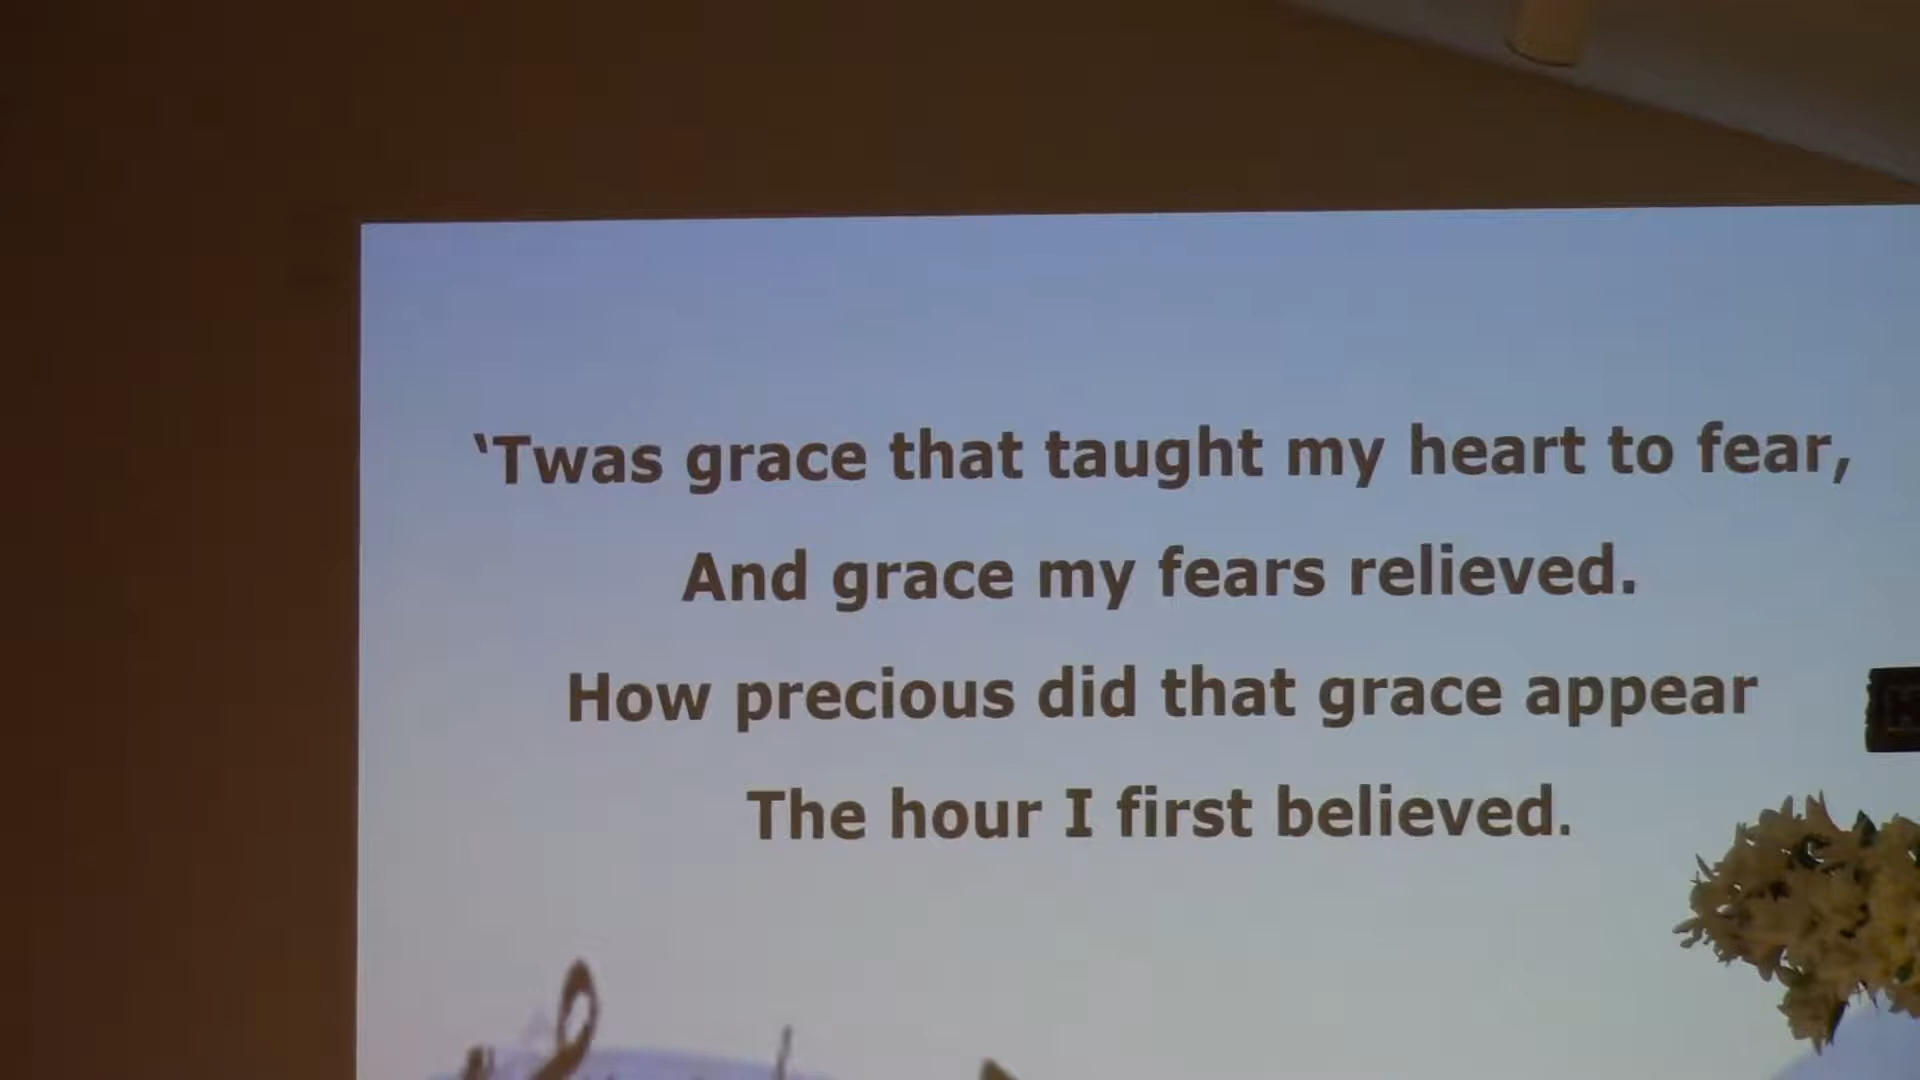 ‘Twas grace that taught my heart to fear,
And grace my fears relieved.
How precious did that grace appear
The hour I first believed.